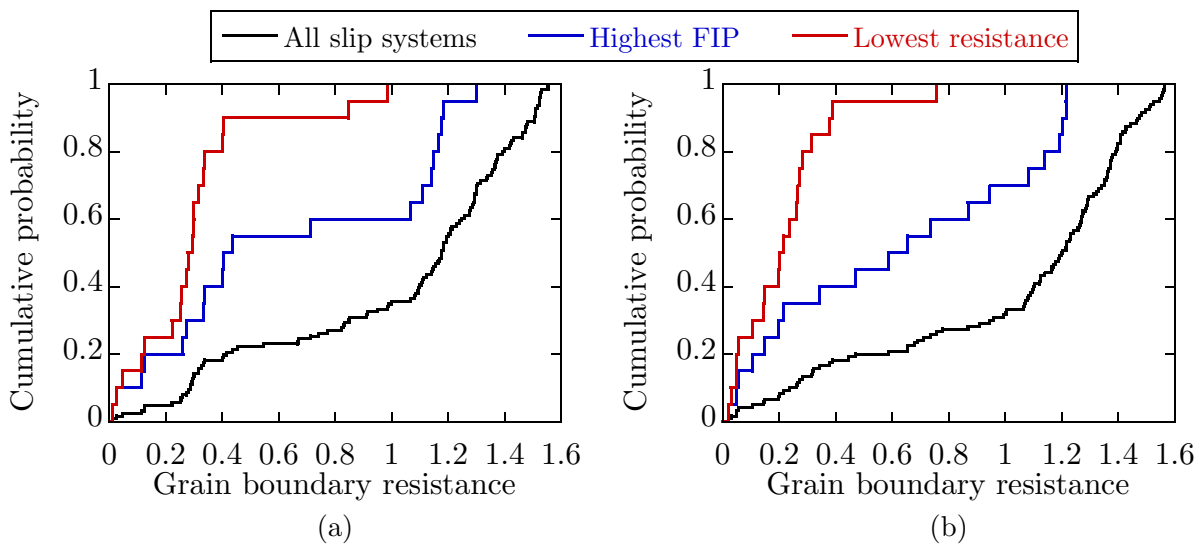 All slip systems Highest FIP Lowest resistance
Cumulative probability
1
0.8
0.6
0.4
0.2
0
0 0.2 0.4 0.6 0.8 1 1.2 1.4 1.6
Grain boundary resistance
(a)
Cumulative probability
1
0.8
0.6
0.4
0.2
0
0 0.2 0.4 0.6 0.8 1 1.2 1.4 1.6
Grain boundary resistance
(b)